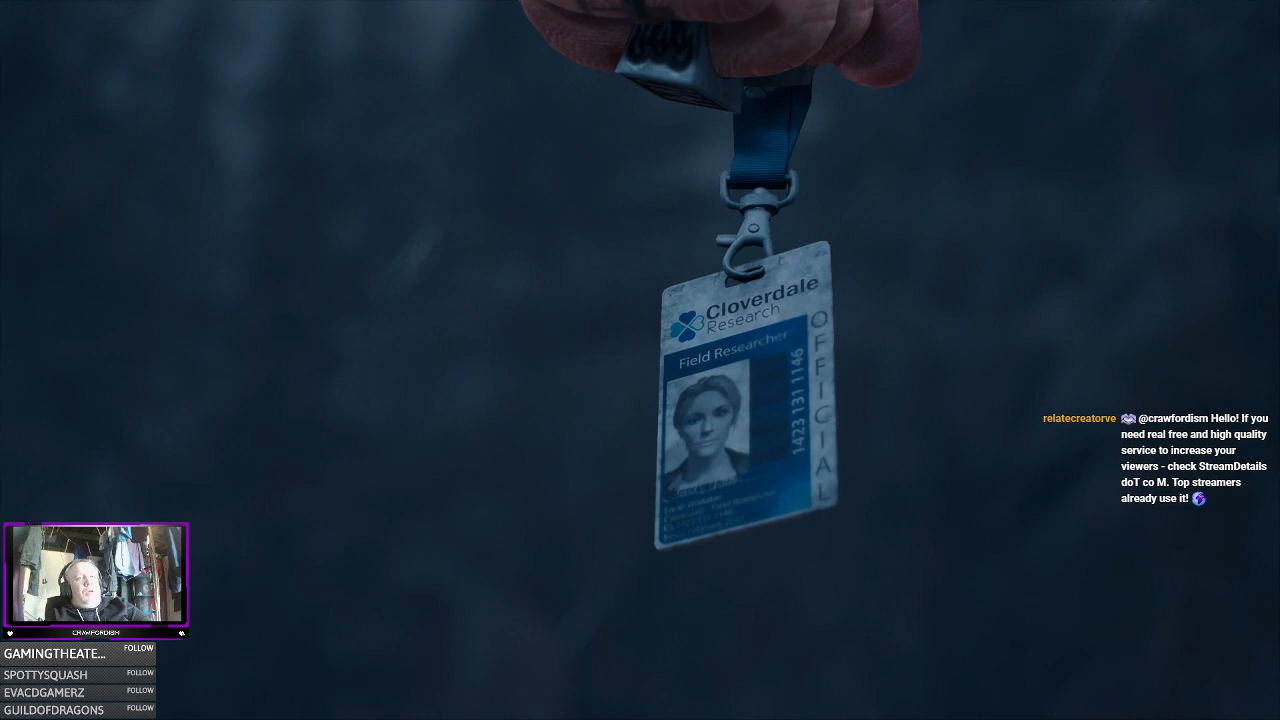 Cloverdale
Research
OFFICIAL
Field Researcher
1423 131 1146
relatecreatorve @crawfordism Hello! If you
need real free and high quality
service to increase your
viewers - check StreamDetails
doT co M. Top streamers
already use it!
CRAWFORDISM
GAMINGTHEATE... FOLLOW
SPOTTYSQUASH FOLLOW
EVACDGAMERZ FOLLOW
GUILDOFDRAGONS FOLLOW